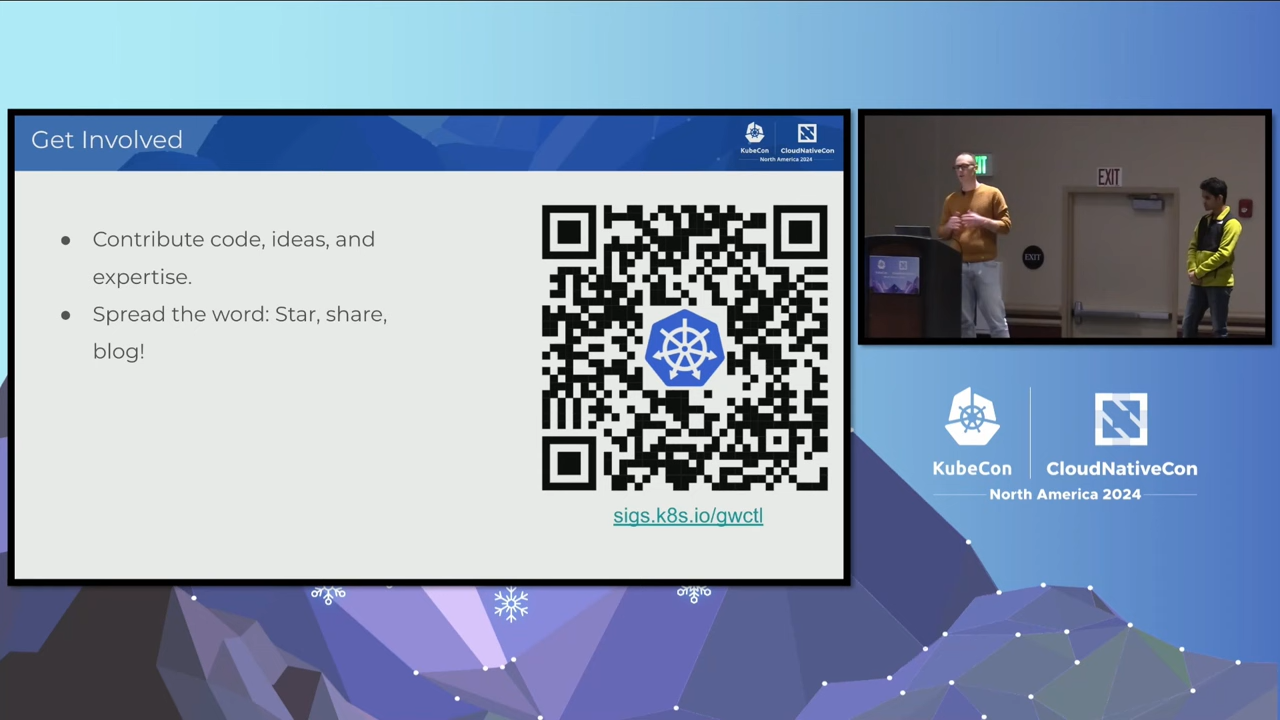 Get Involved
KubeCon
CloudNativeCon
North America 2024
● Contribute code, ideas, and
expertise.
● Spread the word: Star, share,
blog!
sigs.k8s.io/gwctl
EXIT
EXIT
KubeCon
CloudNativeCon
North America 2024